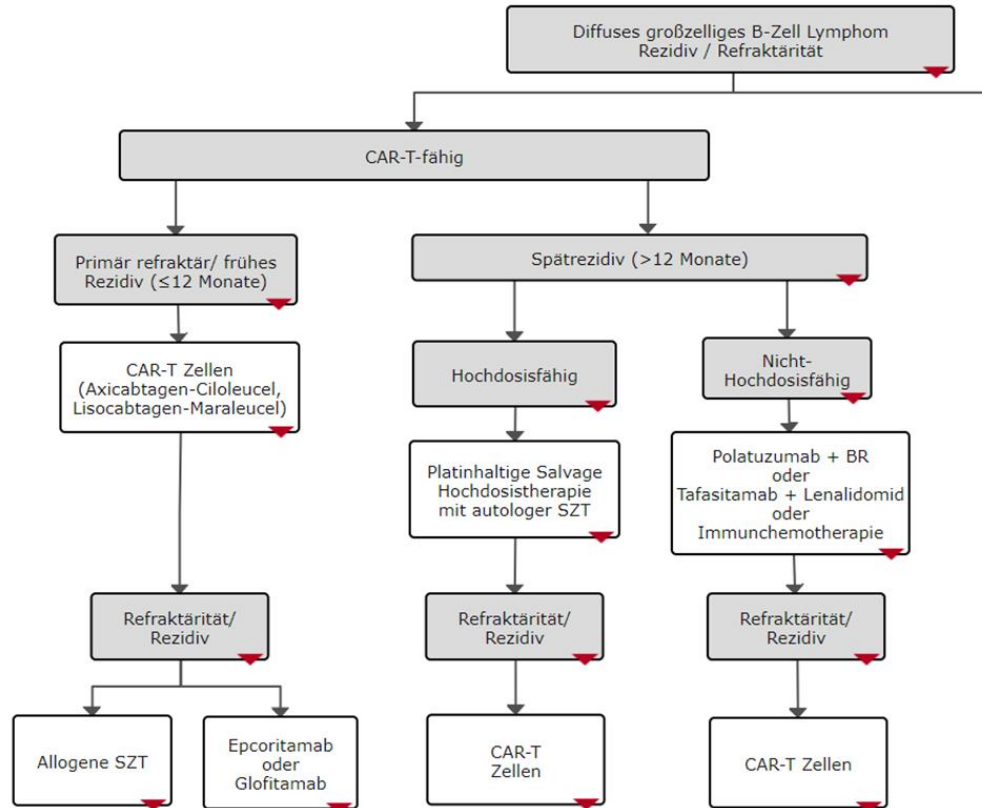 Diffuses großzelliges B-Zell Lymphom
Rezidiv / Refraktärität
CAR-T-fähig
Primär refraktär/ frühes
Rezidiv (≤12 Monate)
Spätrezidiv (>12 Monate)
CAR-T Zellen
(Axicabtagen-Ciloleucel,
Lisocabtagen-Maraleucel)
Hochdosisfähig
Nicht-
Hochdosisfähig
Platinhaltige Salvage
Hochdosistherapie
mit autologer SZT
Polatuzumab + BR
oder
Tafasitamab + Lenalidomid
oder
Immunchemotherapie
Refraktärität/
Rezidiv
Refraktärität/
Rezidiv
Refraktärität/
Rezidiv
Allogene SZT
Epcoritamab
oder
Glofitamab
CAR-T
Zellen
CAR-T Zellen